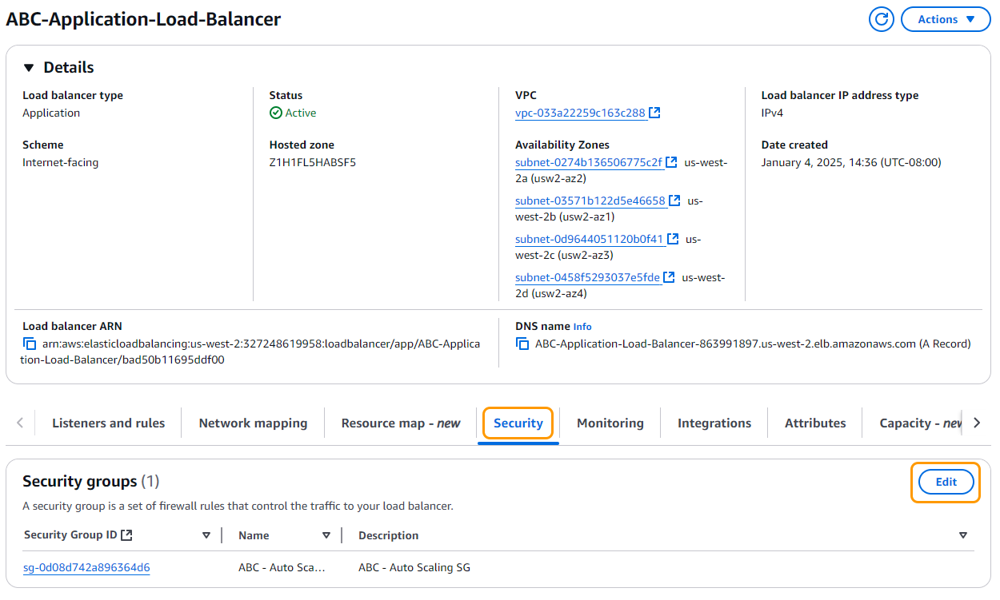 ABC-Application-Load-Balancer
Actions
Details
Load balancer type
Application
Scheme
Internet-facing
Status
Active
Hosted zone
Z1H1FL5HABSF5
VPC
vpc-033a22259c163c288
Availability Zones
subnet-0274b136506775c2f us-west-
2a (usw2-az2)
subnet-03571b122d5e46658 us-
west-2b (usw2-az1)
subnet-0d9644051120b0f41 us-
west-2c (usw2-az3)
subnet-0458f5293037e5fde us-west-
2d (usw2-az4)
Load balancer IP address type
IPv4
Date created
January 4, 2025, 14:36 (UTC-08:00)
Load balancer ARN
arn:aws:elasticloadbalancing:us-west-2:327248619958:loadbalancer/app/ABC-Applica
tion-Load-Balancer/bad50b11695ddf00
DNS name Info
ABC-Application-Load-Balancer-863991897.us-west-2.elb.amazonaws.com (A Record)
Listeners and rules Network mapping Resource map - new Security Monitoring Integrations Attributes Capacity - new
Security groups (1)
Edit
A security group is a set of firewall rules that control the traffic to your load balancer.
Security Group ID Name Description
sg-0d08d742a896364d6 ABC - Auto Sca... ABC - Auto Scaling SG